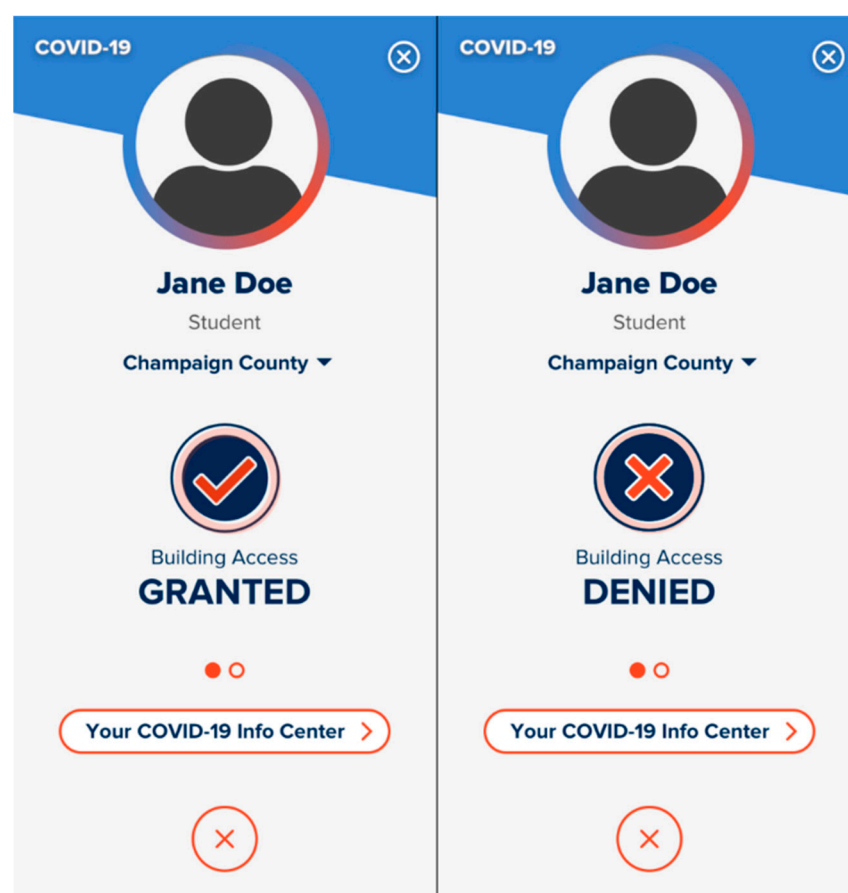 COVID-19
Jane Doe
Student
Champaign County
Building Access
GRANTED
Your COVID-19 Info Center
COVID-19
Jane Doe
Student
Champaign County
Building Access
DENIED
Your COVID-19 Info Center